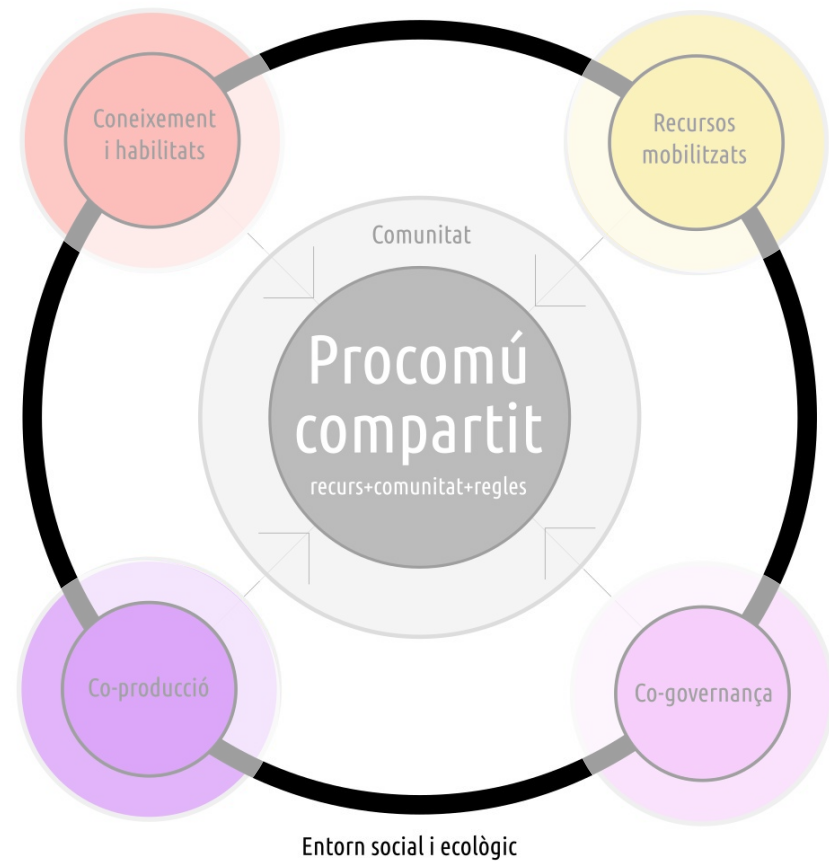 Coneixement
i habilitats
Recursos
mobilitzats
Comunitat
Procomú
compartit
recurs+comunitat+regles
Co-producció
Co-governança
Entorn social i ecològic